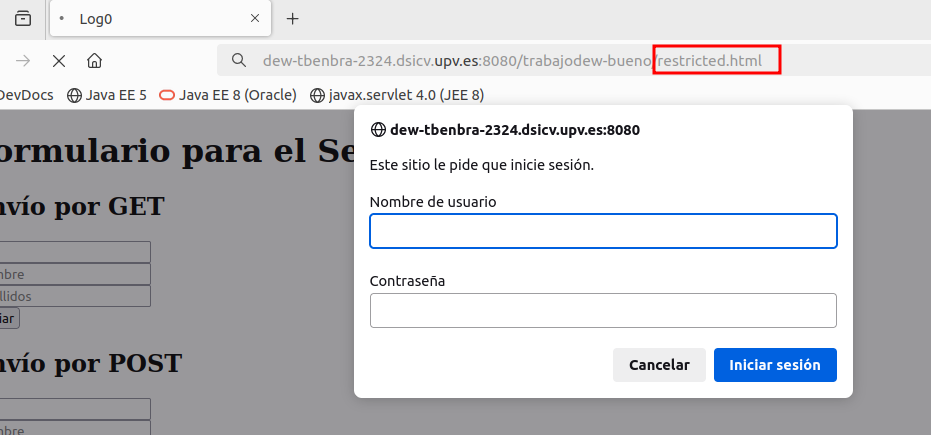 Log0
dew-tbenbra-2324.dsicv.upv.es:8080/trabajodew-bueno/restricted.html
DevDocs Java EE 5 Java EE 8 (Oracle) javax.servlet 4.0 (JEE 8)
ormulario para el Se
nvío por GET
mbre
llidos
iar
nvío por POST
mbre
dew-tbenbra-2324.dsicv.upv.es:8080
Este sitio le pide que inicie sesión.
Nombre de usuario
Contraseña
Cancelar Iniciar sesión